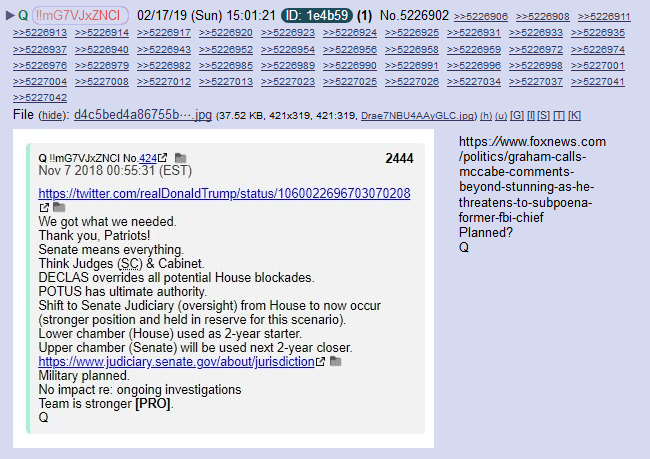 Q !!mG7VJxZNCI 02/17/19 (Sun) 15:01:21 ID: 1e4b59 (1) No.5226902 >>5226906 >>5226908 >>5226911
>>5226913 >>5226914 >>5226917 >>5226920 >>5226923 >>5226924 >>5226925 >>5226931 >>5226933 >>5226935
>>5226937 >>5226940 >>5226943 >>5226952 >>5226954 >>5226956 >>5226958 >>5226959 >>5226972 >>5226974
>>5226976 >>5226979 >>5226982 >>5226985 >>5226990 >>5226991 >>5226994 >>5226996 >>5226998 >>5227001
>>5227004 >>5227008 >>5227012 >>5227013 >>5227023 >>5227025 >>5227026 >>5227034 >>5227037 >>5227041
>>5227042
File (hide): d4c5bed4a86755b⋯.jpg (37.52 KB, 421x319, 421:319, Drae7NBU4AAyGLC.jpg) (h) (u) [G] [I] [S] [T] [K]
Q !!mG7VJxZNCI No.424 2444
Nov 7 2018 00:55:31 (EST)
https://twitter.com/realDonaldTrump/status/1060022696703070208
We got what we needed.
Thank you, Patriots!
Senate means everything.
Think Judges (SC) & Cabinet.
DECLAS overrides all potential House blockades.
POTUS has ultimate authority.
Shift to Senate Judiciary (oversight) from House to now occur
(stronger position and held in reserve for this scenario).
Lower chamber (House) used as 2-year starter.
Upper chamber (Senate) will be used next 2-year closer.
https://www.judiciary.senate.gov/about/jurisdiction
Military planned.
No impact re: ongoing investigations
Team is stronger [PRO].
Q
https://www.foxnews.com
/politics/graham-calls-
mccabe-comments-
beyond-stunning-as-he-
threatens-to-subpoena-
former-fbi-chief
Planned?
Q